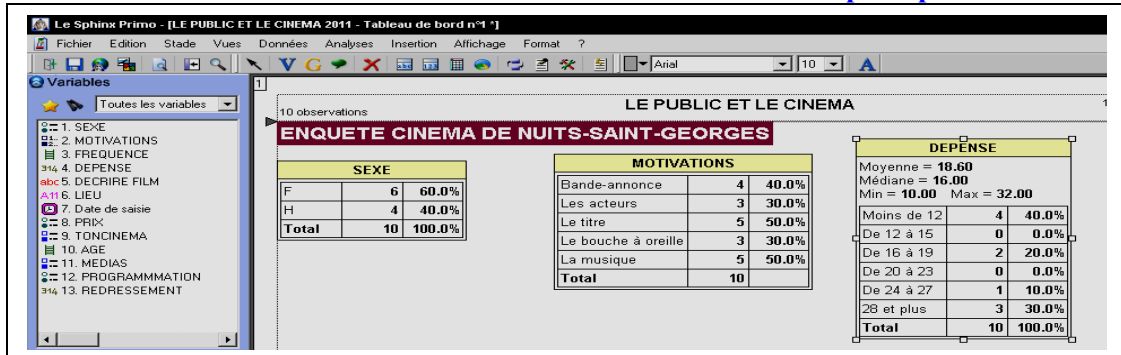 Le Sphinx Primo - [LE PUBLIC ET LE CINEMA 2011 - Tableau de bord n°1 *]
Fichier Edition Stade Vues Données Analyses Insertion Affichage Format ?
Arial 10
Variables
Toutes les variables
1. SEXE
2. MOTIVATIONS
3. FREQUENCE
314 4. DEPENSE
abc 5. DECRIRE FILM
A11 6. LIEU
7. Date de saisie
8. PRIX
9. TONCINEMA
10. AGE
11. MEDIAS
12. PROGRAMMMATION
314 13. REDRESSEMENT
1
10 observations
LE PUBLIC ET LE CINEMA
ENQUETE CINEMA DE NUITS-SAINT-GEORGES
SEXE
F 6 60.0%
H 4 40.0%
Total 10 100.0%
MOTIVATIONS
Bande-annonce 4 40.0%
Les acteurs 3 30.0%
Le titre 5 50.0%
Le bouche à oreille 3 30.0%
La musique 5 50.0%
Total 10
DEPENSE
Moyenne = 18.60
Médiane = 16.00
Min = 10.00 Max = 32.00
Moins de 12 4 40.0%
De 12 à 15 0 0.0%
De 16 à 19 2 20.0%
De 20 à 23 0 0.0%
De 24 à 27 1 10.0%
28 et plus 3 30.0%
Total 10 100.0%